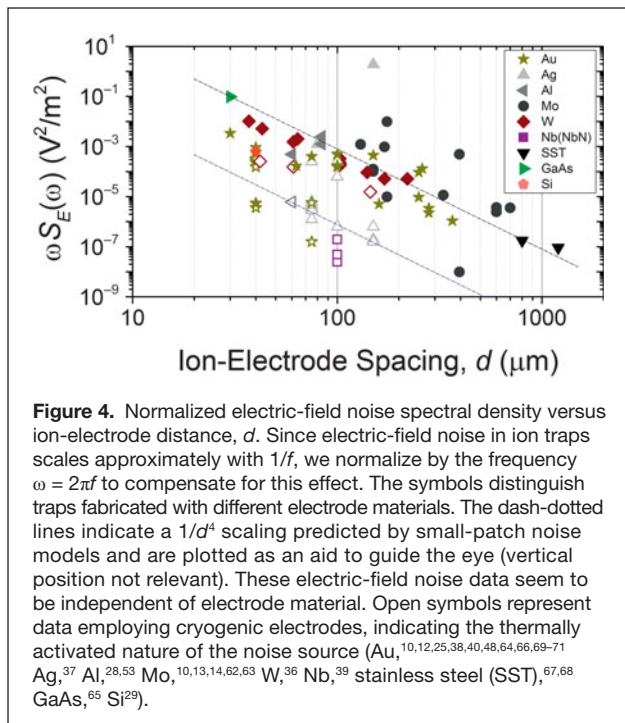 10¹
10⁻¹
10⁻³
10⁻⁵
10⁻⁷
10⁻⁹
ωS_E(ω) (V²/m²)
Au
Ag
Al
Mo
W
Nb(NbN)
SST
GaAs
Si
10
100
1000
Ion-Electrode Spacing, d (μm)
Figure 4. Normalized electric-field noise spectral density versus
ion-electrode distance, d. Since electric-field noise in ion traps
scales approximately with 1/f, we normalize by the frequency
ω = 2πf to compensate for this effect. The symbols distinguish
traps fabricated with different electrode materials. The dash-dotted
lines indicate a 1/d⁴ scaling predicted by small-patch noise
models and are plotted as an aid to guide the eye (vertical
position not relevant). These electric-field noise data seem to
be independent of electrode material. Open symbols represent
data employing cryogenic electrodes, indicating the thermally
activated nature of the noise source (Au,¹⁰,¹²,²⁵,³⁸,⁴⁰,⁴⁸,⁶⁴,⁶⁶,⁶⁹⁻⁷¹
Ag,³⁷ Al,²⁸,⁵³ Mo,¹⁰,¹³,¹⁴,⁶²,⁶³ W,³⁶ Nb,³⁹ stainless steel (SST),⁶⁷,⁶⁸
GaAs,⁶⁵ Si²⁹).